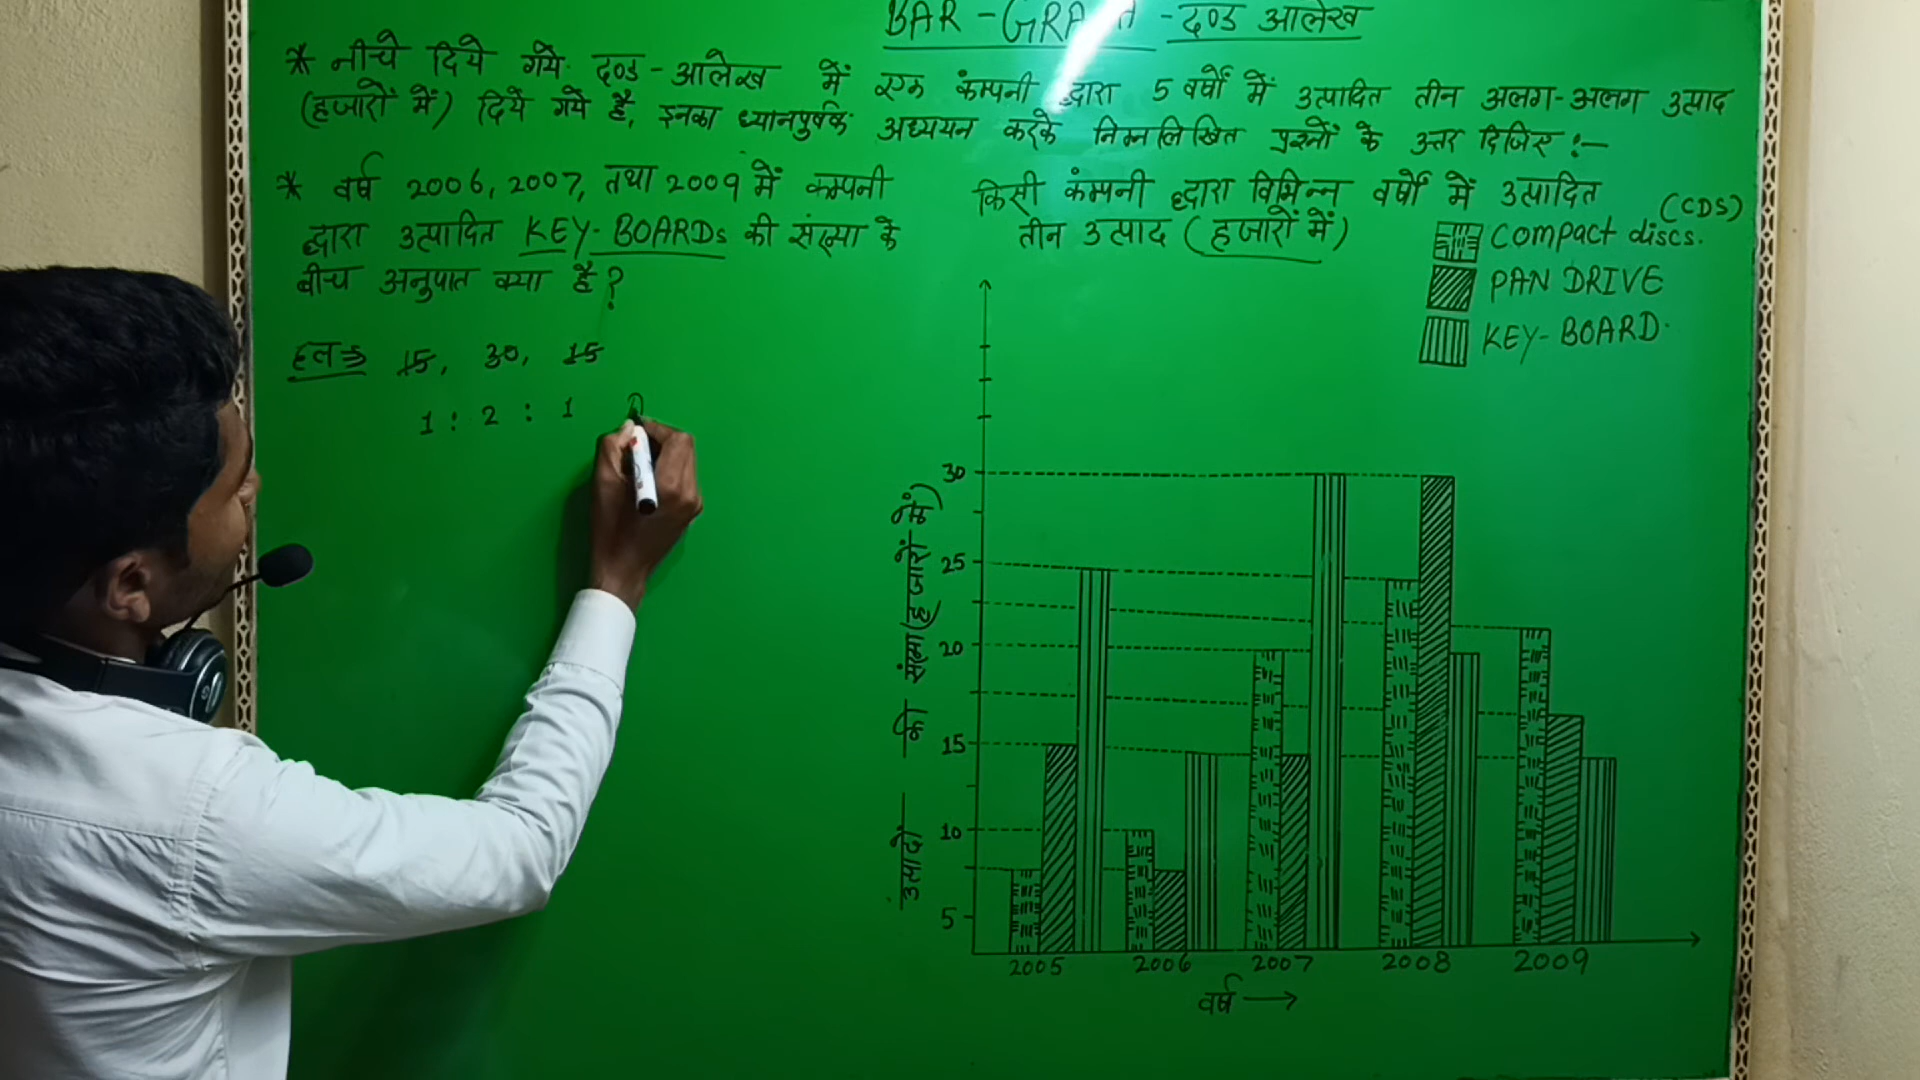 BAR - GRA - दण्ड आलेख
* नीचे दिये गये दण्ड - आलेख में एक कंम्पनी द्वारा 5 वर्षों में उत्पादित तीन अलग-अलग उत्पाद
(हजारों में) दिये गये है, इनका ध्यानपुर्वक अध्ययन करके निम्नलिखित प्रश्नों के उत्तर दिजिए :—
* वर्ष 2006, 2007, तथा 2009 में कम्पनी
द्वारा उत्पादित KEY-BOARDs की संख्या के
बीच अनुपात क्या है ?
हल ⇒ 15, 30, 15
1 : 2 : 1
किसी कंम्पनी द्वारा विभिन्न वर्षों में उत्पादित
तीन उत्पाद (हजारों में)
(CDS)
compact discs.
PAN DRIVE
KEY-BOARD.
उत्पादो की संख्या (हजारों में)
30
25
20
15
10
5
2005 2006 2007 2008 2009
वर्ष →